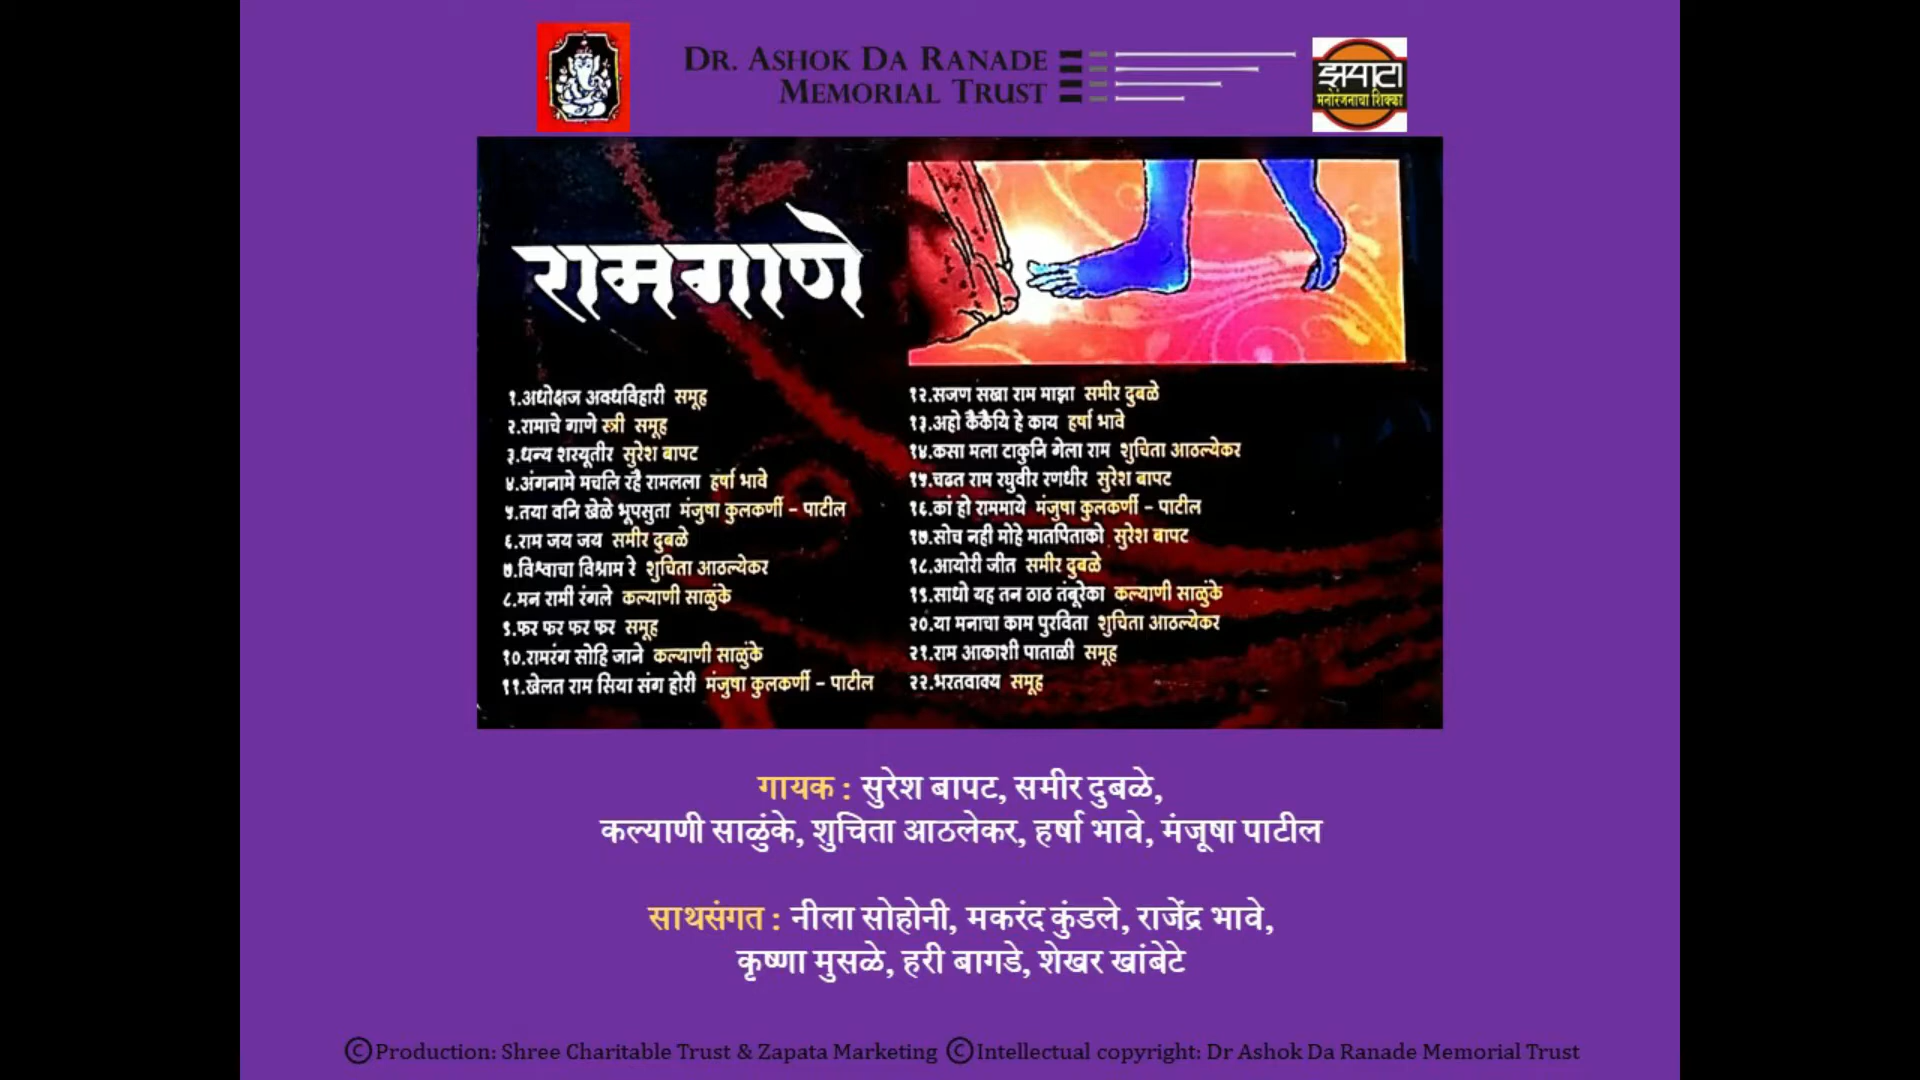 DR. ASHOK DA RANADE
MEMORIAL TRUST
झपाटा
मनोरंजनाचा शिक्का
रामगाणे
१.अधोक्षज अवधविहारी समूह
२.रामाचे गाणे स्त्री समूह
३.धन्य शरयूतीर सुरेश बापट
४.अंगनामे मचलि रहै रामलला हर्षा भावे
५.तया वनि खेळे भूपसुता मंजुषा कुलकर्णी - पाटील
६.राम जय जय समीर दुबळे
७.विश्वाचा विश्राम रे शुचिता आठल्येकर
८.मन रामी रंगले कल्याणी साळुंके
९.फर फर फर फर समूह
१०.रामरंग सोहि जाने कल्याणी साळुंके
११.खेलत राम सिया संग होरी मंजुषा कुलकर्णी - पाटील
१२.सजण सखा राम माझा समीर दुबळे
१३.अहो कैकेयि हे काय हर्षा भावे
१४.कसा मला टाकुनि गेला राम शुचिता आठल्येकर
१५.चढत राम रघुवीर रणधीर सुरेश बापट
१६.कां हो राममाये मंजुषा कुलकर्णी - पाटील
१७.सोच नही मोहे मातपिताको सुरेश बापट
१८.आयोरी जीत समीर दुबळे
१९.साधो यह तन ठाठ तंबूरेका कल्याणी साळुंके
२०.या मनाचा काम पुरविता शुचिता आठल्येकर
२१.राम आकाशी पाताळी समूह
२२.भरतवाक्य समूह
गायक : सुरेश बापट, समीर दुबळे,
कल्याणी साळुंके, शुचिता आठलेकर, हर्षा भावे, मंजूषा पाटील
साथसंगत : नीला सोहोनी, मकरंद कुंडले, राजेंद्र भावे,
कृष्णा मुसळे, हरी बागडे, शेखर खांबेटे
©Production: Shree Charitable Trust & Zapata Marketing ©Intellectual copyright: Dr Ashok Da Ranade Memorial Trust